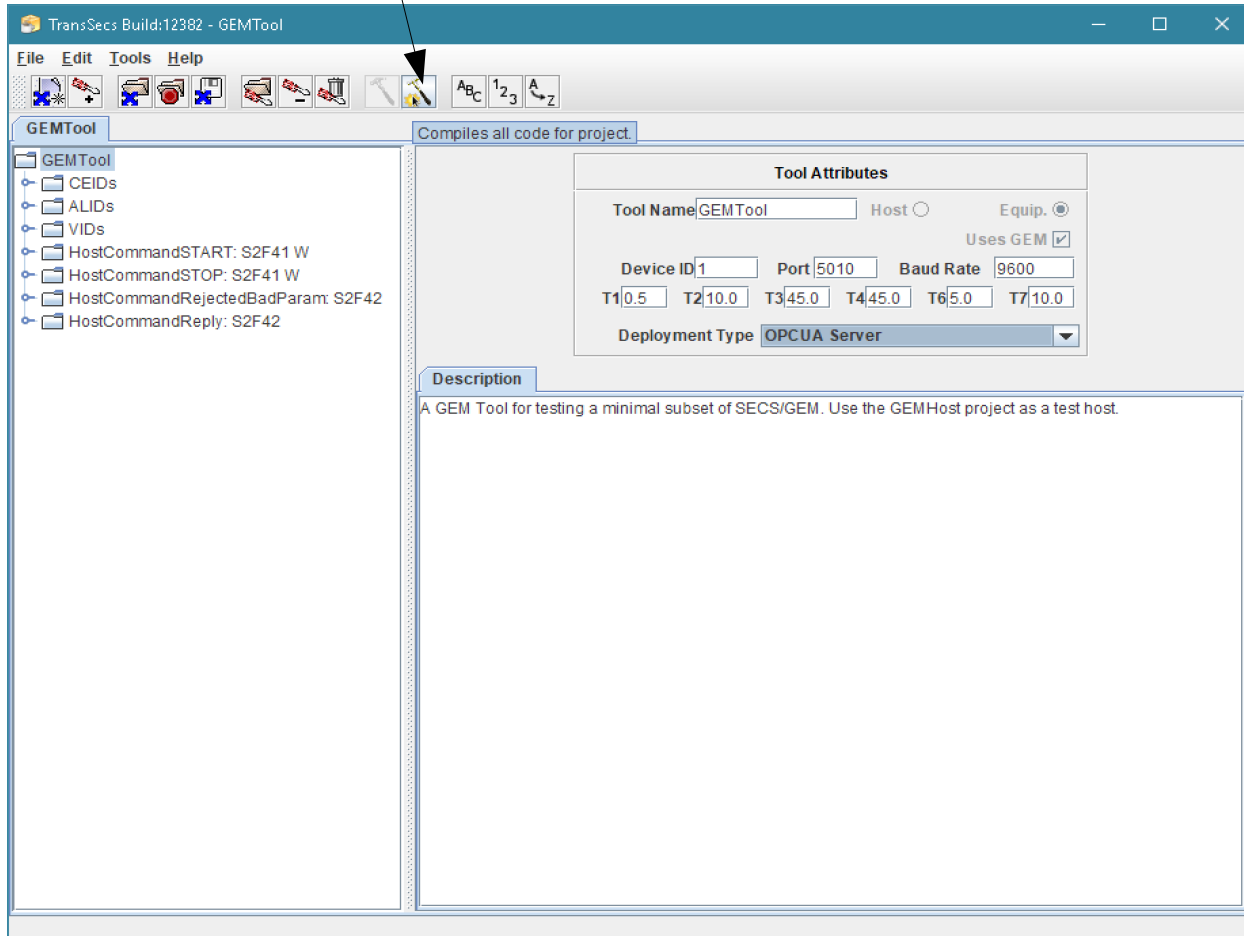 TransSecs Build:12382 - GEMTool
File Edit Tools Help
ABC 123 A Z
GEMTool
Compiles all code for project.
GEMTool
CEIDs
ALIDs
VIDs
HostCommandSTART: S2F41 W
HostCommandSTOP: S2F41 W
HostCommandRejectedBadParam: S2F42
HostCommandReply: S2F42
Tool Attributes
Tool Name GEMTool Host Equip.
Uses GEM
Device ID 1 Port 5010 Baud Rate 9600
T1 0.5 T2 10.0 T3 45.0 T4 45.0 T6 5.0 T7 10.0
Deployment Type OPCUA Server
Description
A GEM Tool for testing a minimal subset of SECS/GEM. Use the GEMHost project as a test host.